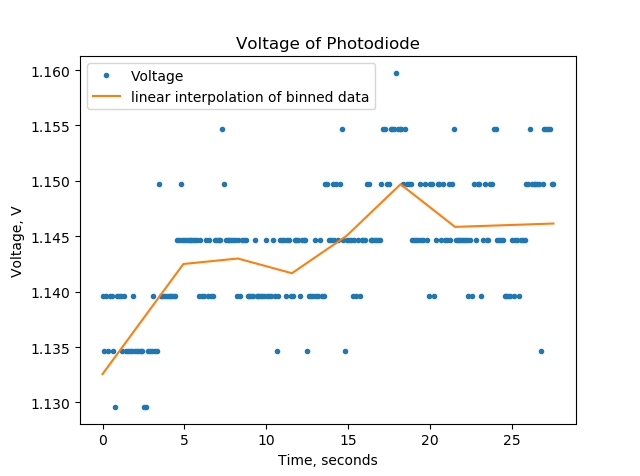 Voltage of Photodiode
Voltage
linear interpolation of binned data
Voltage, V
1.160
1.155
1.150
1.145
1.140
1.135
1.130
0 5 10 15 20 25
Time, seconds